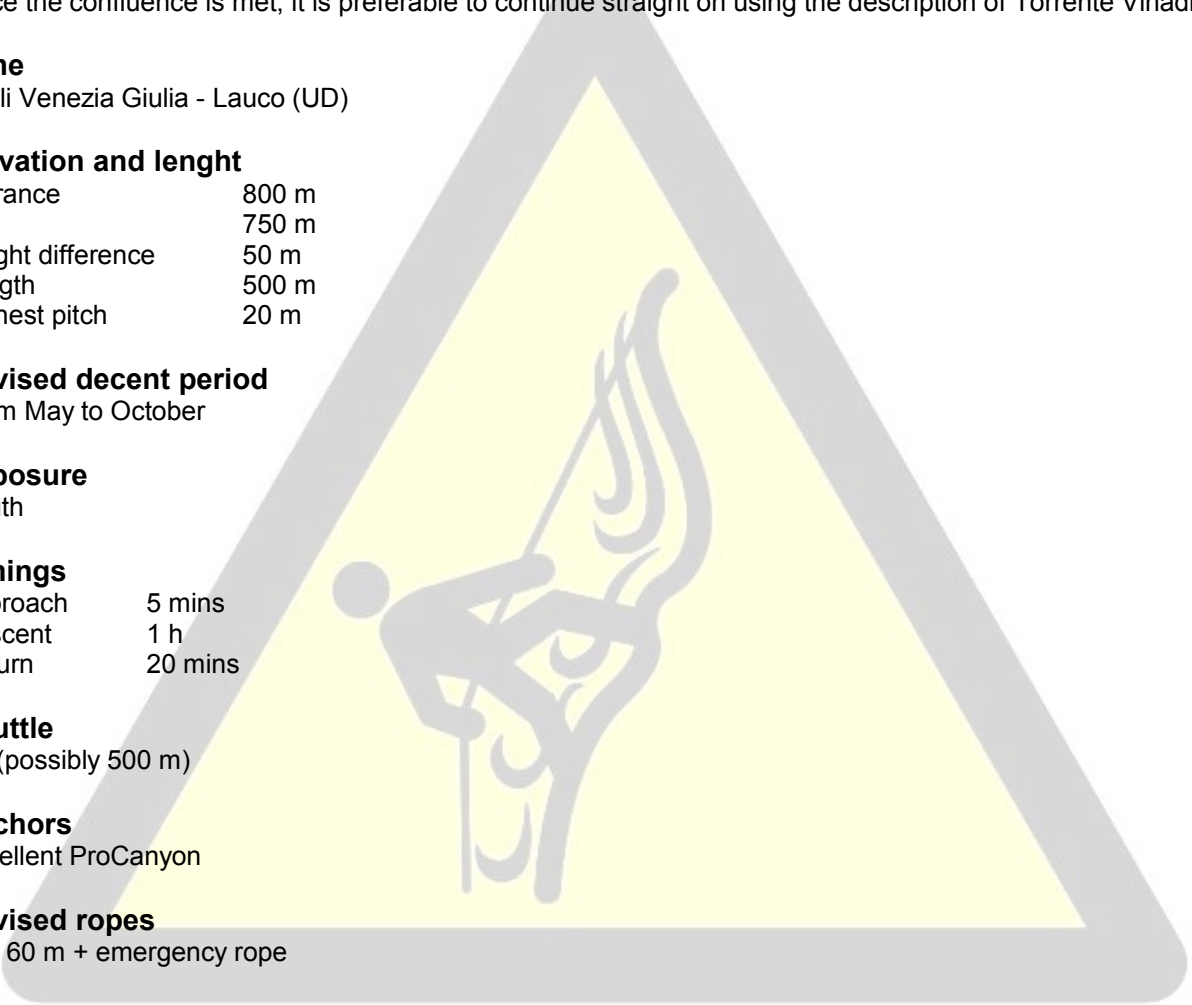 ce the confluence is met, it is preferable to continue straight on using the description of Torrente Vinadi
ne
li Venezia Giulia - Lauco (UD)
vation and lenght
rance 800 m
750 m
ght difference 50 m
gth 500 m
hest pitch 20 m
vised decent period
m May to October
posure
th
nings
roach 5 mins
scent 1 h
urn 20 mins
uttle
(possibly 500 m)
chors
ellent ProCanyon
vised ropes
60 m + emergency rope